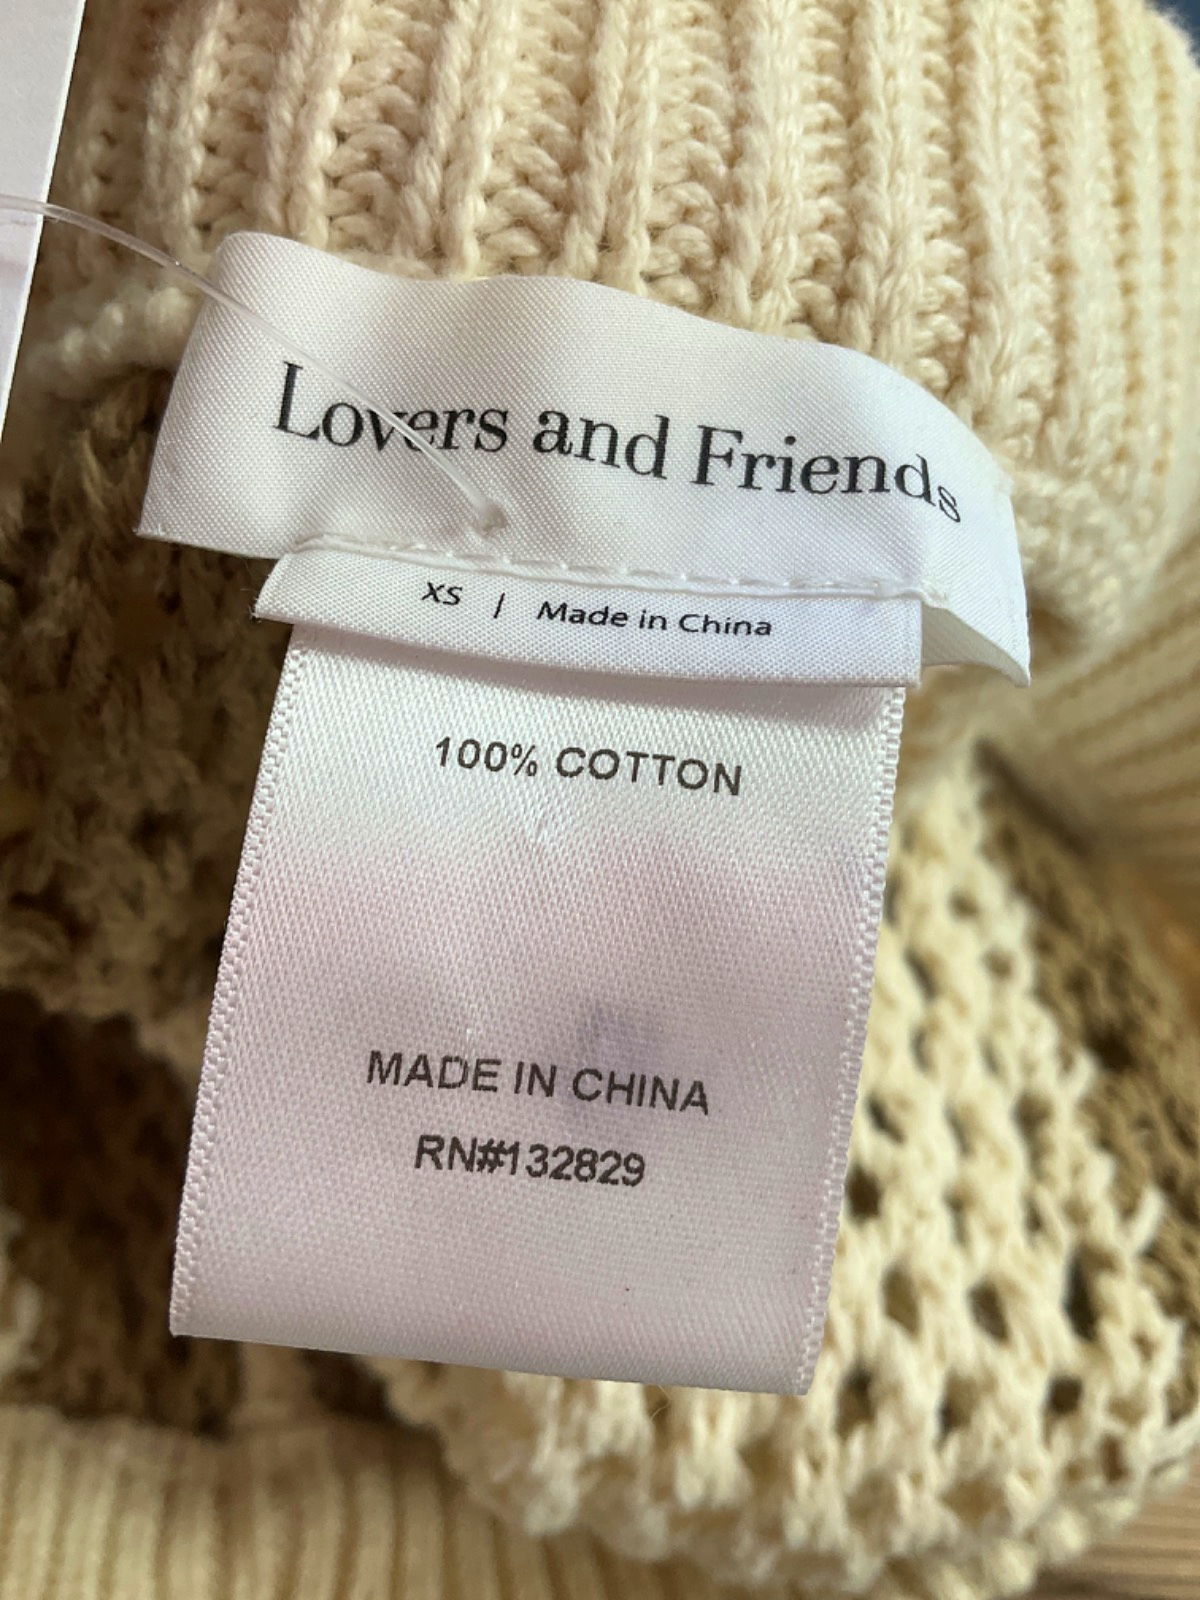 Lovers and Friends
XS | Made in China
100% COTTON
MADE IN CHINA
RN#132829